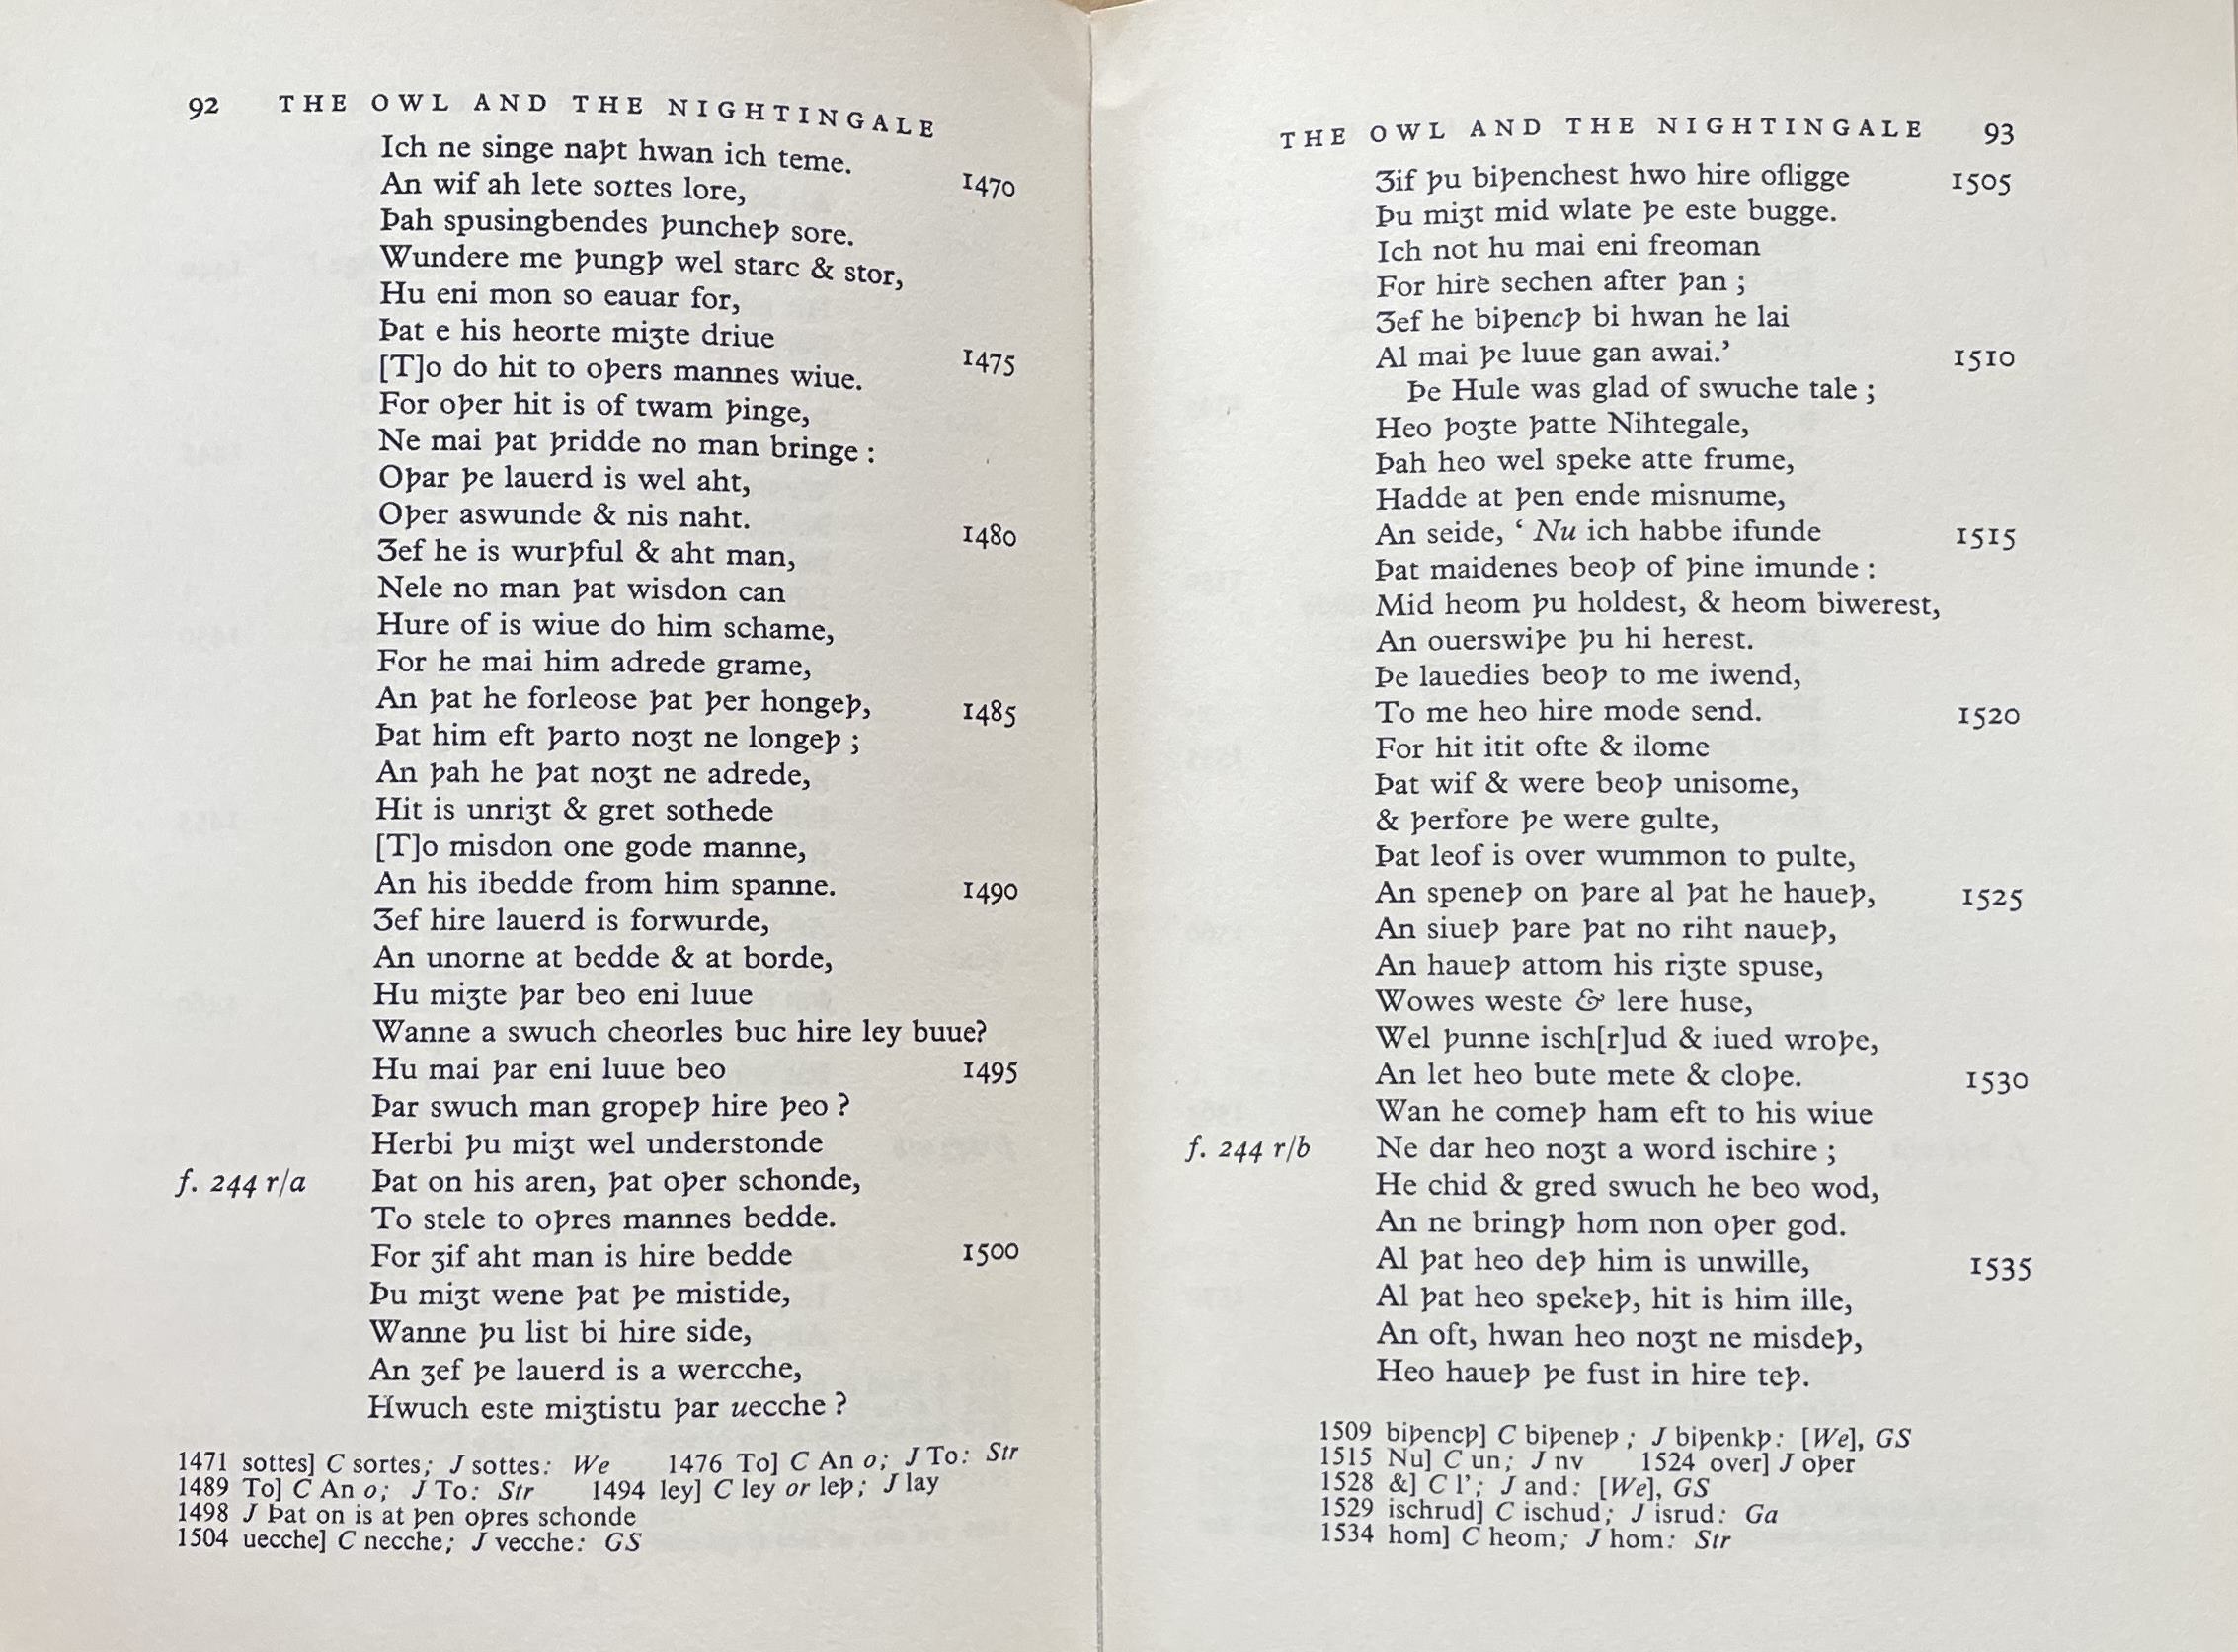 92 THE OWL AND THE NIGHTINGALE
Ich ne singe naþt hwan ich teme.
An wif ah lete sottes lore, 1470
Þah spusingbendes þuncheþ sore.
Wundere me þungþ wel starc & stor,
Hu eni mon so eauar for,
Þat e his heorte miȝte driue
[T]o do hit to oþers mannes wiue. 1475
For oþer hit is of twam þinge,
Ne mai þat þridde no man bringe :
Oþar þe lauerd is wel aht,
Oþer aswunde & nis naht. 1480
Ȝef he is wurþful & aht man,
Nele no man þat wisdon can
Hure of is wiue do him schame,
For he mai him adrede grame,
An þat he forleose þat þer hongeþ, 1485
Þat him eft þarto noȝt ne longeþ ;
An þah he þat noȝt ne adrede,
Hit is unriȝt & gret sothede
[T]o misdon one gode manne,
An his ibedde from him spanne. 1490
Ȝef hire lauerd is forwurde,
An unorne at bedde & at borde,
Hu miȝte þar beo eni luue
Wanne a swuch cheorles buc hire ley buue?
Hu mai þar eni luue beo 1495
Þar swuch man gropeþ hire þeo ?
Herbi þu miȝt wel understonde
f. 244 r/a Þat on his aren, þat oþer schonde,
To stele to oþres mannes bedde.
For ȝif aht man is hire bedde 1500
Þu miȝt wene þat þe mistide,
Wanne þu list bi hire side,
An ȝef þe lauerd is a wercche,
Hwuch este miȝtistu þar uecche ?
1471 sottes] C sortes; J sottes: We 1476 To] C An o; J To: Str
1489 To] C An o; J To: Str 1494 ley] C ley or leþ; J lay
1498 J Þat on is at þen oþres schonde
1504 uecche] C necche; J vecche: GS
THE OWL AND THE NIGHTINGALE 93
Ȝif þu biþenchest hwo hire ofligge 1505
Þu miȝt mid wlate þe este bugge.
Ich not hu mai eni freoman
For hire sechen after þan ;
Ȝef he biþencþ bi hwan he lai
Al mai þe luue gan awai.’ 1510
Þe Hule was glad of swuche tale ;
Heo þoȝte þatte Nihtegale,
Þah heo wel speke atte frume,
Hadde at þen ende misnume,
An seide, ‘ Nu ich habbe ifunde 1515
Þat maidenes beoþ of þine imunde :
Mid heom þu holdest, & heom biwerest,
An ouerswiþe þu hi herest.
Þe lauedies beoþ to me iwend,
To me heo hire mode send. 1520
For hit itit ofte & ilome
Þat wif & were beoþ unisome,
& þerfore þe were gulte,
Þat leof is over wummon to pulte,
An speneþ on þare al þat he haueþ, 1525
An siueþ þare þat no riht naueþ,
An haueþ attom his riȝte spuse,
Wowes weste & lere huse,
Wel þunne isch[r]ud & iued wroþe,
An let heo bute mete & cloþe. 1530
Wan he comeþ ham eft to his wiue
f. 244 r/b Ne dar heo noȝt a word ischire ;
He chid & gred swuch he beo wod,
An ne bringþ hom non oþer god.
Al þat heo deþ him is unwille, 1535
Al þat heo spekeþ, hit is him ille,
An oft, hwan heo noȝt ne misdeþ,
Heo haueþ þe fust in hire teþ.
1509 biþencþ] C biþeneþ ; J biþenkþ: [We], GS
1515 Nu] C un; J nv 1524 over] J oþer
1528 &] C l’; J and: [We], GS
1529 ischrud] C ischud; J isrud: Ga
1534 hom] C heom; J hom: Str